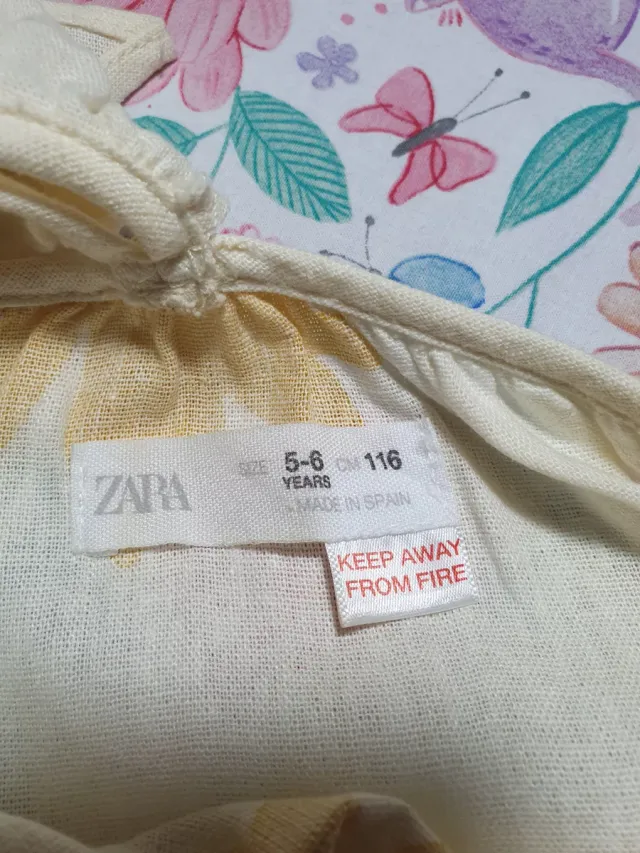 ZARA
SIZE 5-6 CM 116
YEARS
MADE IN SPAIN
KEEP AWAY
FROM FIRE